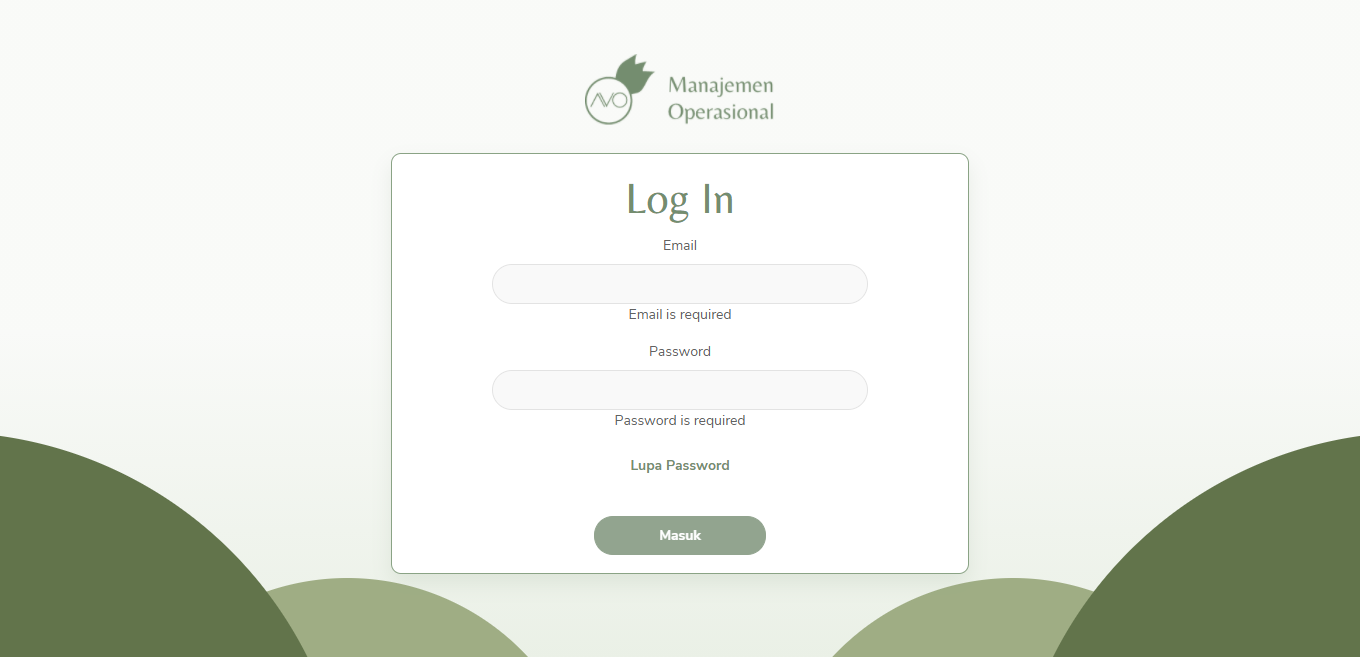 AVO
Manajemen
Operasional
Log In
Email
Email is required
Password
Password is required
Lupa Password
Masuk